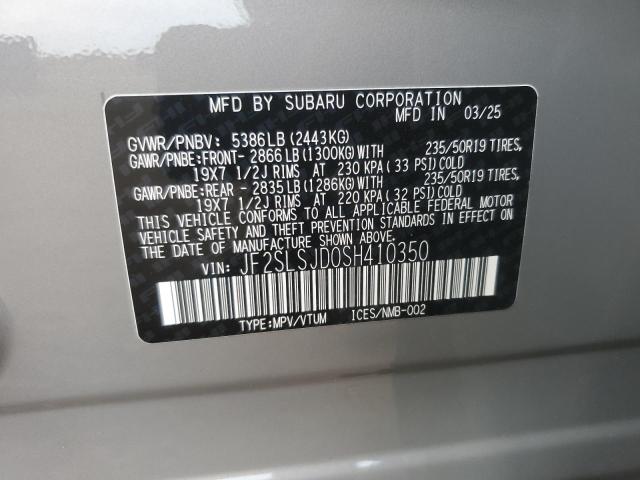 MFD BY SUBARU CORPORATION
MFD IN 03/25
GVWR/PNBV: 5386LB(2443KG)
GAWR/PNBE:FRONT- 2866LB(1300KG)WITH 235/50R19 TIRES,
19X7 1/2J RIMS AT 230 KPA(33 PSI)COLD
GAWR/PNBE:REAR - 2835LB(1286KG)WITH 235/50R19 TIRES,
19X7 1/2J RIMS AT 220 KPA(32 PSI)COLD
THIS VEHICLE CONFORMS TO ALL APPLICABLE FEDERAL MOTOR
VEHICLE SAFETY AND THEFT PREVENTION STANDARDS IN EFFECT ON
THE DATE OF MANUFACTURE SHOWN ABOVE.
VIN: JF2SLSJD0SH410350
TYPE:MPV/VTUM ICES/NMB-002